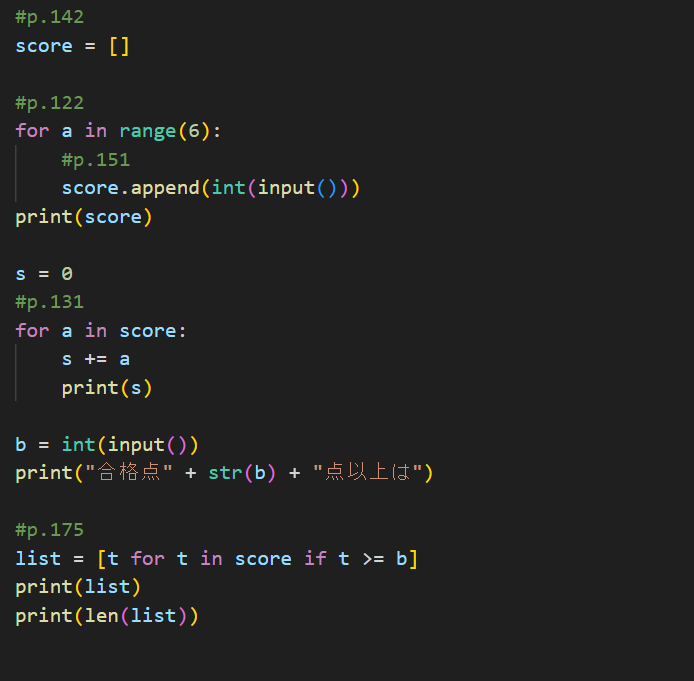 #p.142
score = []
#p.122
for a in range(6):
    #p.151
    score.append(int(input()))
print(score)
s = 0
#p.131
for a in score:
    s += a
    print(s)
b = int(input())
print("合格点" + str(b) + "点以上は")
#p.175
list = [t for t in score if t >= b]
print(list)
print(len(list))